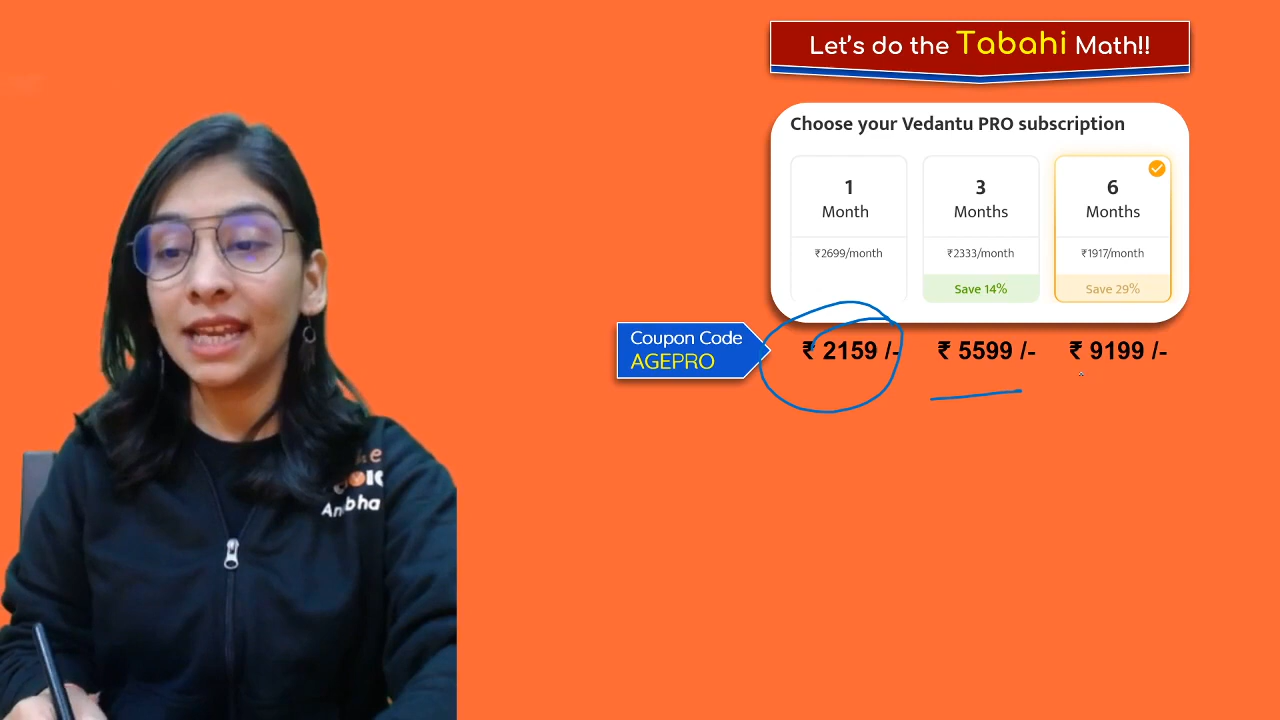 Let's do the Tabahi Math!!
Choose your Vedantu PRO subscription
1
Month
₹2699/month
3
Months
₹2333/month
Save 14%
6
Months
₹1917/month
Save 29%
Coupon Code
AGEPRO
₹ 2159 /-
₹ 5599 /-
₹ 9199 /-